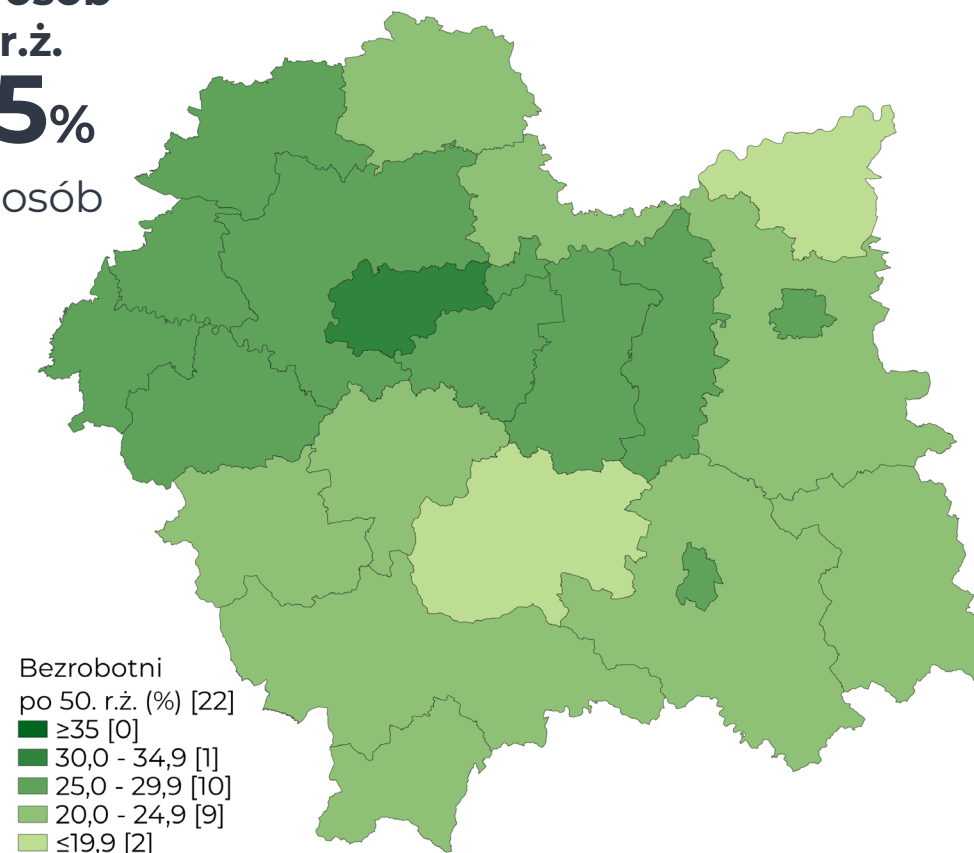 osób
r.ż.
5%
osób
Bezrobotni
po 50. r.ż. (%) [22]
≥35 [0]
30,0 - 34,9 [1]
25,0 - 29,9 [10]
20,0 - 24,9 [9]
≤19,9 [2]